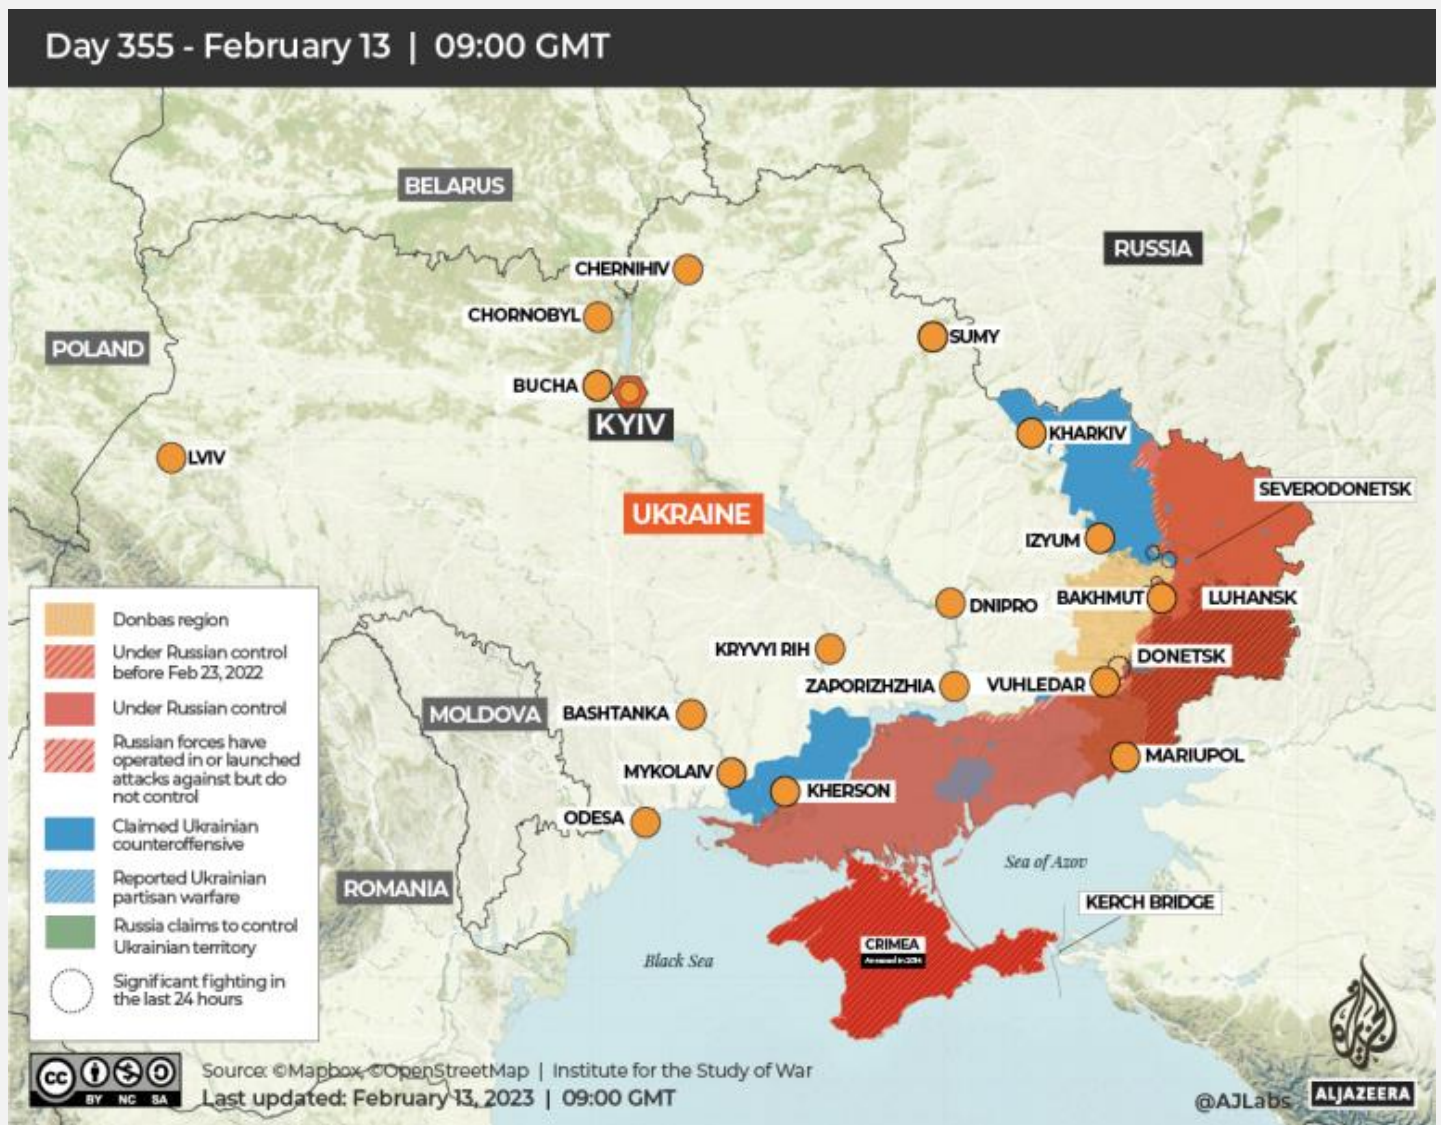 Day 355 - February 13 | 09:00 GMT
BELARUS
RUSSIA
CHERNIHIV
CHORNOBYL
SUMY
POLAND
BUCHA
KYIV
KHARKIV
LVIV
SEVERODONETSK
UKRAINE
IZYUM
DNIPRO
BAKHMUT
LUHANSK
KRYVYI RIH
DONETSK
ZAPORIZHZHIA
VUHLEDAR
MOLDOVA
BASHTANKA
MARIUPOL
MYKOLAIV
KHERSON
ODESA
Sea of Azov
ROMANIA
KERCH BRIDGE
CRIMEA
Black Sea
Donbas region
Under Russian control
before Feb 23, 2022
Under Russian control
Russian forces have
operated in or launched
attacks against but do
not control
Claimed Ukrainian
counteroffensive
Reported Ukrainian
partisan warfare
Russia claims to control
Ukrainian territory
Significant fighting in
the last 24 hours
cc BY NC SA
Source: ©Mapbox, ©OpenStreetMap | Institute for the Study of War
Last updated: February 13, 2023 | 09:00 GMT
@AJLabs
ALJAZEERA